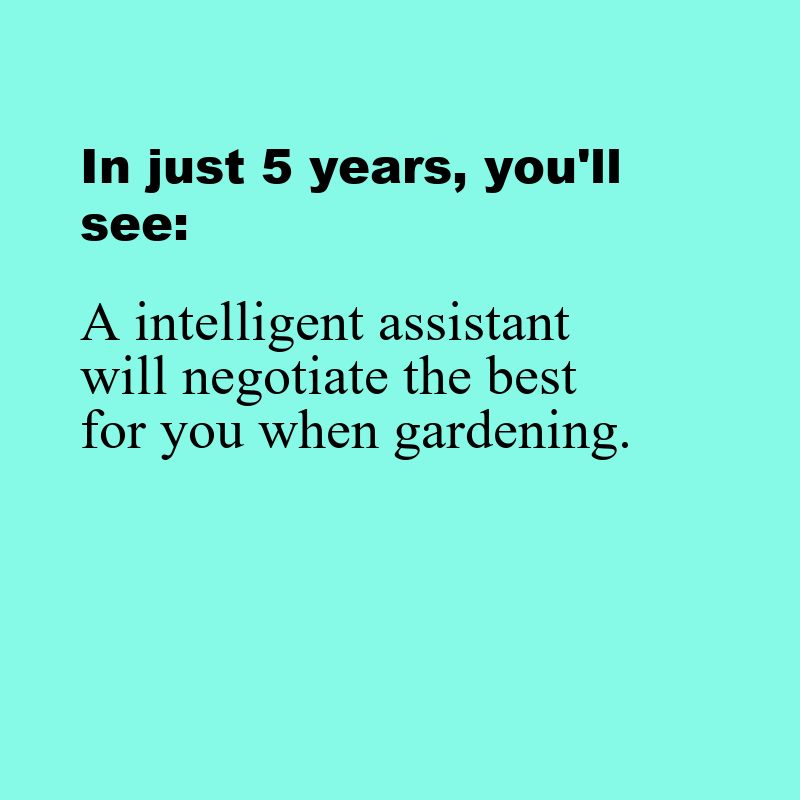 In just 5 years, you'll
see:
A intelligent assistant
will negotiate the best
for you when gardening.